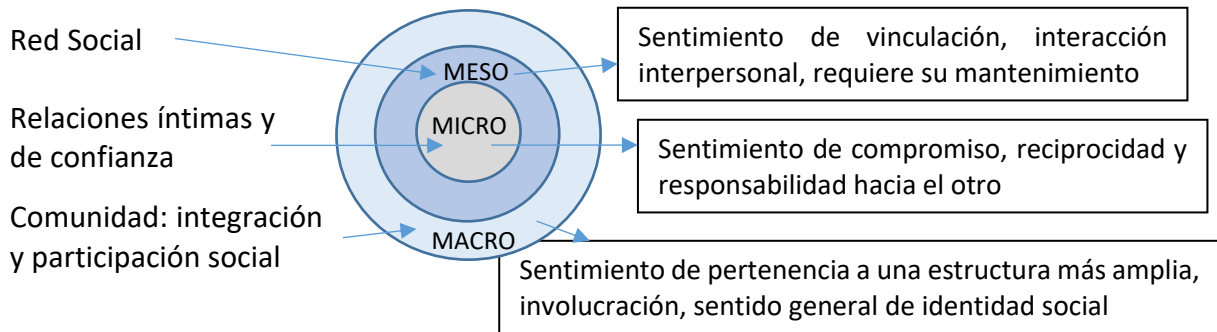 Red Social
Relaciones íntimas y
de confianza
Comunidad: integración
y participación social
MESO
MICRO
MACRO
Sentimiento de vinculación, interacción
interpersonal, requiere su mantenimiento
Sentimiento de compromiso, reciprocidad y
responsabilidad hacia el otro
Sentimiento de pertenencia a una estructura más amplia,
involucración, sentido general de identidad social